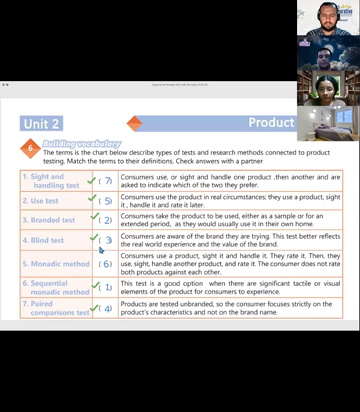 Unit 2
Product
6
Building vocabulary
The terms is the chart below describe types of tests and research methods connected to product
testing. Match the terms to their definitions. Check answers with a partner
1. Sight and
handling test
( 7)
Consumers use, or sight and handle one product, then another and are
asked to indicate which of the two they prefer.
2. Use test
( 5)
Consumers use the product in real circumstances; they use a product, sight
it , handle it and rate it later.
3. Branded test
( 2)
Consumers take the product to be used, either as a sample or for an
extended period, as they would usually use it in their own home.
4. Blind test
( 3)
Consumers are aware of the brand they are trying. This test better reflects
the real world experience and the value of the brand.
5. Monadic method
( 6)
Consumers use a product, sight it and handle it. They rate it. Then, they
use, sight, handle another product, and rate it. The consumer does not rate
both products against each other.
6. Sequential
monadic method
( 1)
This test is a good option when there are significant tactile or visual
elements of the product for consumers to experience.
7. Paired
comparisons test
( 4)
Products are tested unbranded, so the consumer focuses strictly on the
product's characteristics and not on the brand name.